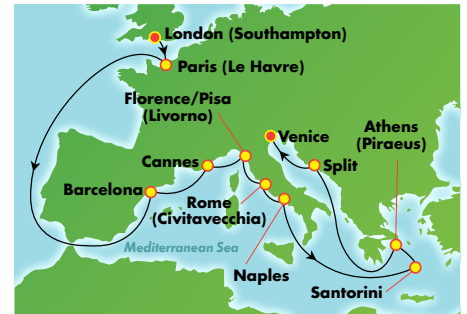 London (Southampton)
Paris (Le Havre)
Florence/Pisa
(Livorno)
Venice
Athens
(Piraeus)
Cannes
Split
Barcelona
Rome
(Civitavecchia)
Mediterranean Sea
Naples
Santorini